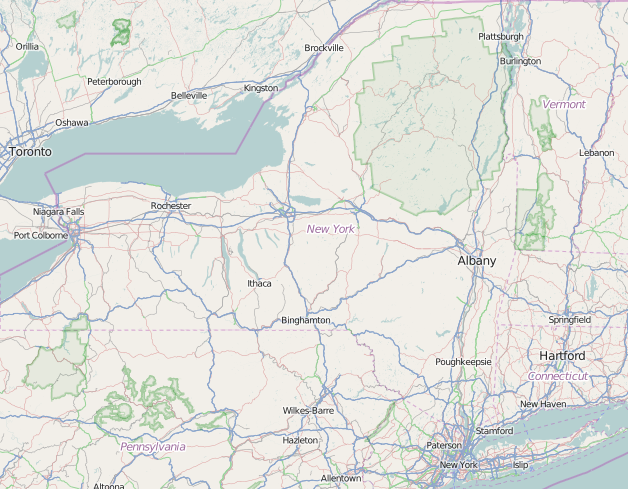 Plattsburgh
Orillia
Brockville
Burlington
Peterborough
Kingston
Belleville
Vermont
Oshawa
Toronto
Lebanon
Rochester
Niagara Falls
New York
Port Colborne
Albany
Ithaca
Binghamton
Springfield
Hartford
Poughkeepsie
Connecticut
New Haven
Wilkes-Barre
Stamford
Hazleton
Paterson
Pennsylvania
New York
Islip
Allentown
Altoona